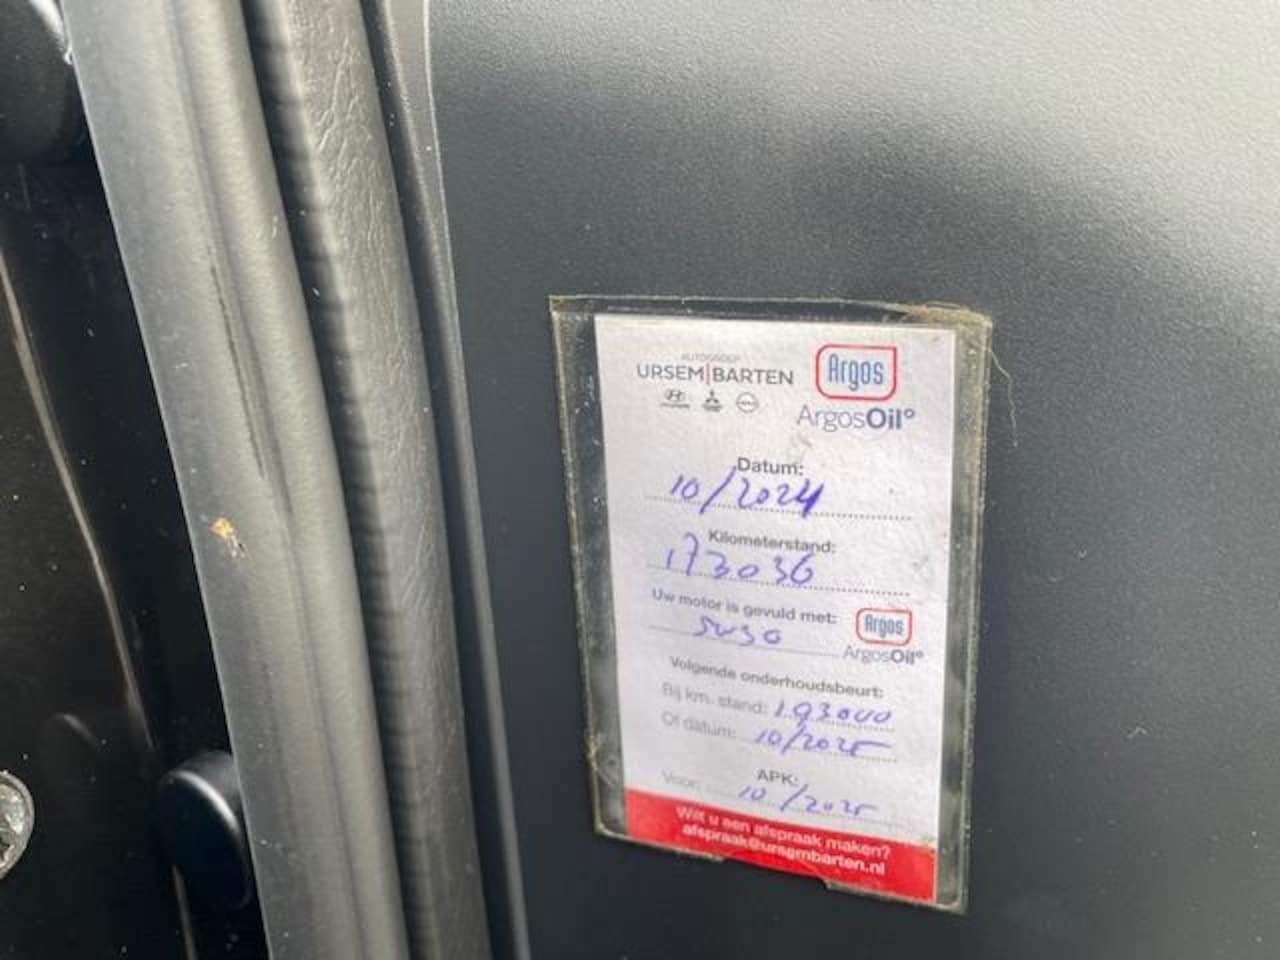 AUTOGROEP
URSEM|BARTEN
Argos
ArgosOil°
Datum:
10/2024
Kilometerstand:
173036
Uw motor is gevuld met:
5W30
Argos
ArgosOil°
Volgende onderhoudsbeurt:
Bij km. stand: 193000
Of datum: 10/2025
APK:
Voor: 10/2025
Wilt u een afspraak maken?
afspraak@ursembarten.nl